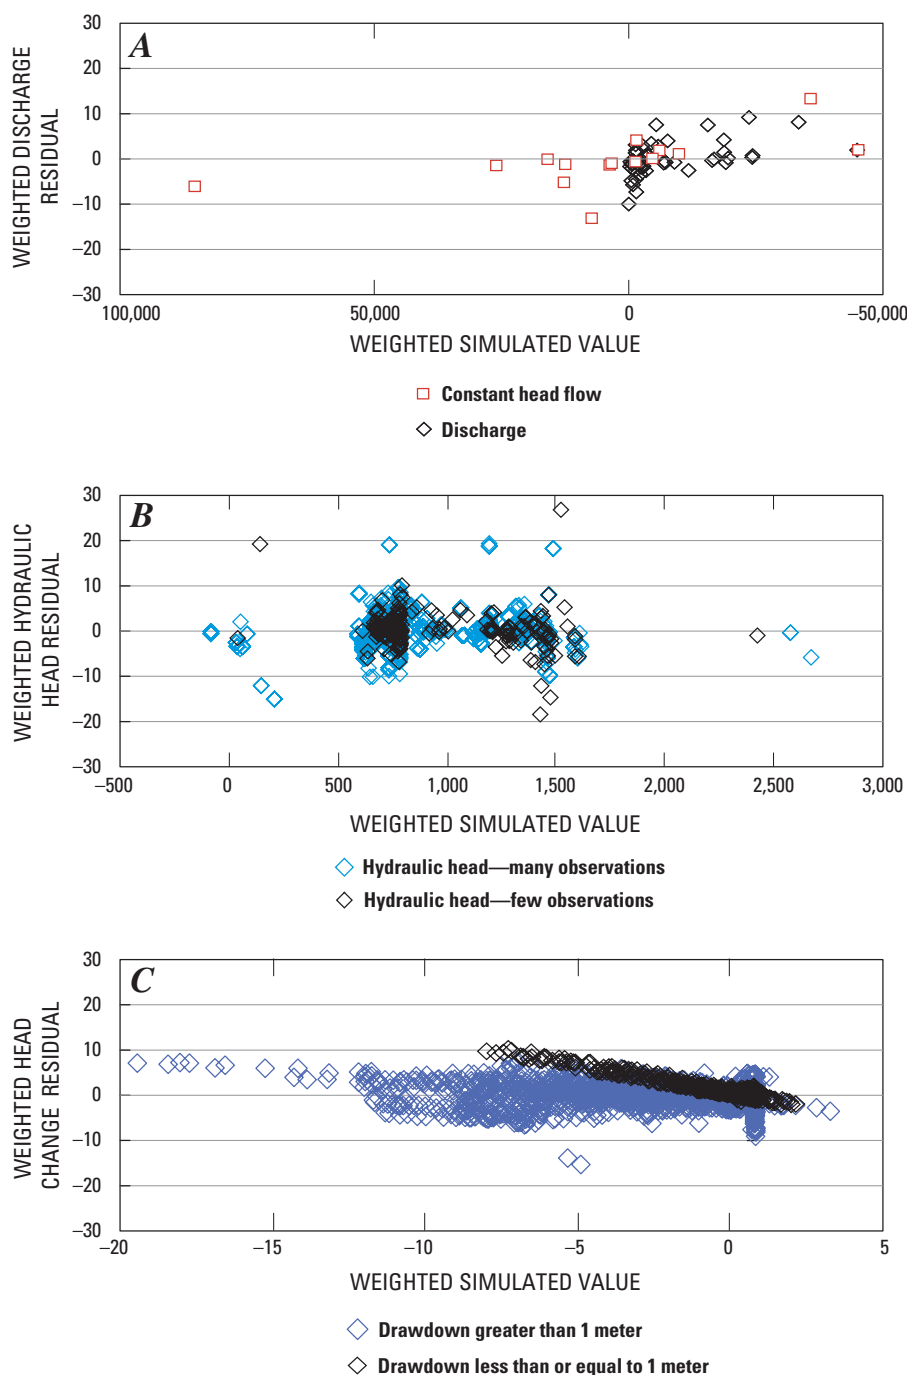 A
30
20
10
0
−10
−20
−30
WEIGHTED DISCHARGE
RESIDUAL
100,000 50,000 0 −50,000
WEIGHTED SIMULATED VALUE
Constant head flow
Discharge
B
30
20
10
0
−10
−20
−30
WEIGHTED HYDRAULIC
HEAD RESIDUAL
−500 0 500 1,000 1,500 2,000 2,500 3,000
WEIGHTED SIMULATED VALUE
Hydraulic head—many observations
Hydraulic head—few observations
C
30
20
10
0
−10
−20
−30
WEIGHTED HEAD
CHANGE RESIDUAL
−20 −15 −10 −5 0 5
WEIGHTED SIMULATED VALUE
Drawdown greater than 1 meter
Drawdown less than or equal to 1 meter